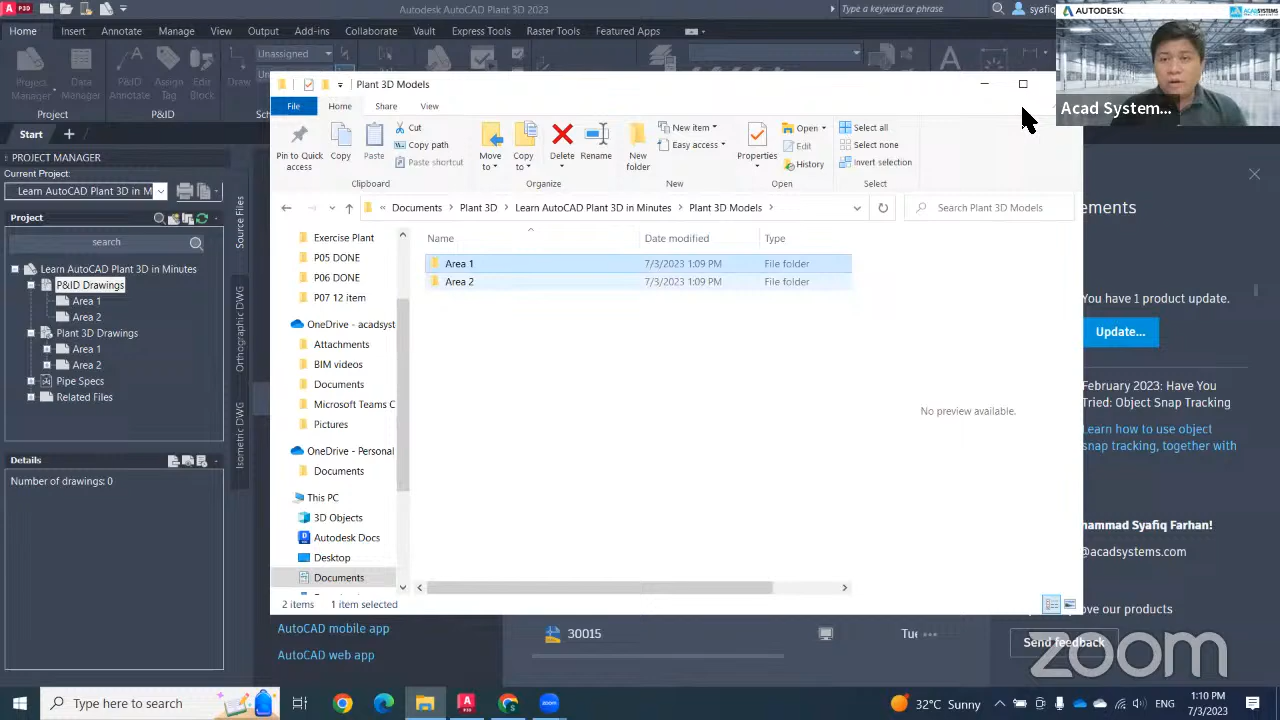 Autodesk AutoCAD Plant 3D
Type a keyword or phrase
syafiq
AUTODESK
ACADSYSTEMS
Acad System...
Home
Insert
Manage
Output
Add-ins
Project Manager
Data Manager
P&ID Annotate
Assign Tag
Edit Block
Draw
Unassigned
Project
P&ID
Start
PROJECT MANAGER
Current Project:
Learn AutoCAD Plant 3D in M
Project
search
Learn AutoCAD Plant 3D in Minutes
P&ID Drawings
Area 1
Area 2
Plant 3D Drawings
Area 1
Area 2
Pipe Specs
Related Files
Details
Number of drawings: 0
Source Files
Orthographic DWG
Isometric DWG
Plant 3D Models
File
Home
Share
View
Pin to Quick access
Copy
Paste
Cut
Copy path
Paste shortcut
Clipboard
Move to
Copy to
Delete
Rename
Organize
New folder
New item
Easy access
New
Properties
Open
Edit
History
Open
Select all
Select none
Invert selection
Select
« Documents > Plant 3D > Learn AutoCAD Plant 3D in Minutes > Plant 3D Models >
Search Plant 3D Models
Name
Date modified
Type
Area 1 7/3/2023 1:09 PM File folder
Area 2 7/3/2023 1:09 PM File folder
No preview available.
Exercise Plant
P05 DONE
P06 DONE
P07 12 item
OneDrive - acadsyst
Attachments
BIM videos
Documents
Microsoft Teams C
Pictures
OneDrive - Personal
Documents
This PC
3D Objects
Autodesk Docs
Desktop
Documents
2 items 1 item selected
ements
You have 1 product update.
Update...
February 2023: Have You
Tried: Object Snap Tracking
Learn how to use object
snap tracking, together with
hammad Syafiq Farhan!
@acadsystems.com
ove our products
Send feedback
AutoCAD mobile app
AutoCAD web app
30015
zoom
Type here to search
32°C Sunny
ENG
1:10 PM
7/3/2023